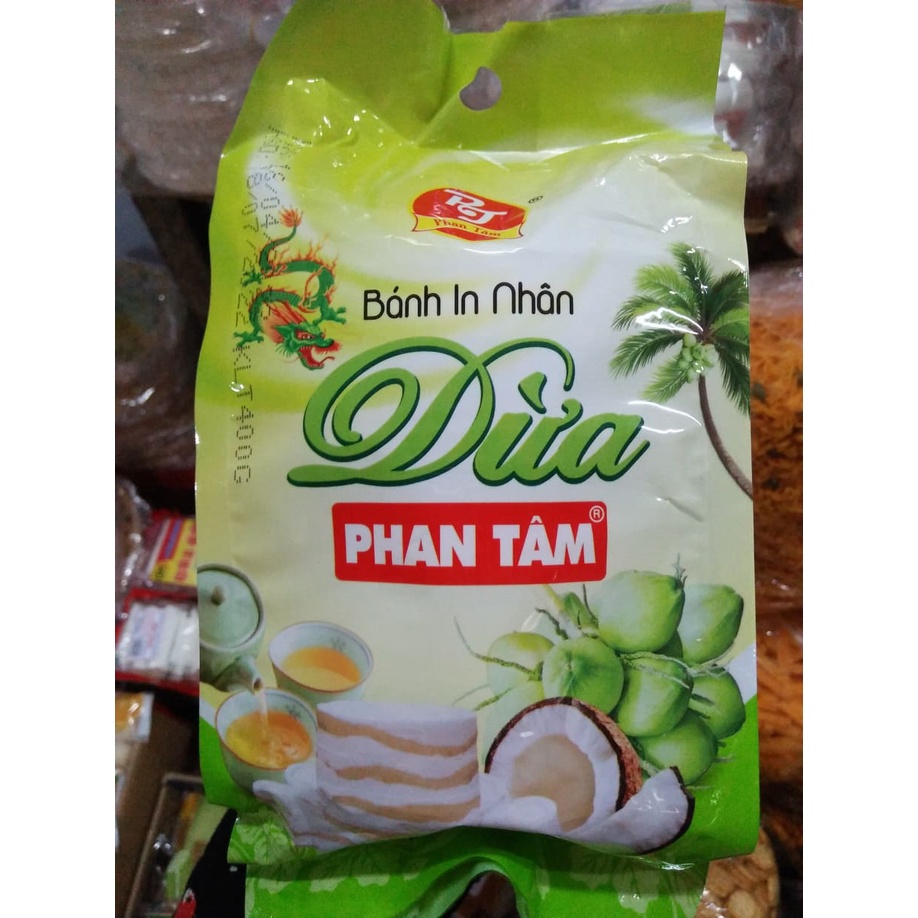 PT
Phan Tâm
®
Bánh In Nhân
Dừa
PHAN TÂM®